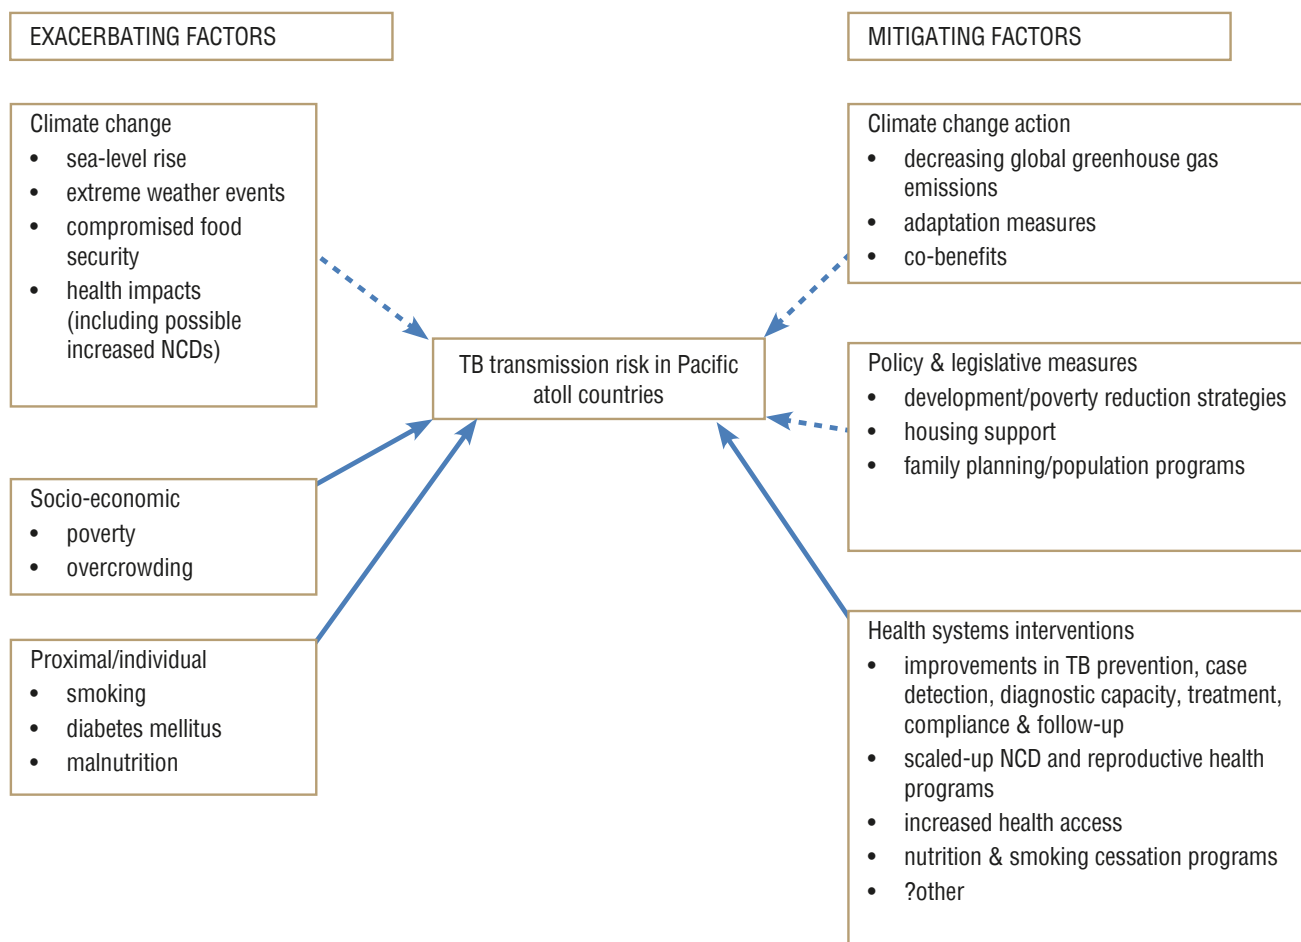 EXACERBATING FACTORS
MITIGATING FACTORS
Climate change
• sea-level rise
• extreme weather events
• compromised food
security
• health impacts
(including possible
increased NCDs)
Socio-economic
• poverty
• overcrowding
Proximal/individual
• smoking
• diabetes mellitus
• malnutrition
TB transmission risk in Pacific
atoll countries
Climate change action
• decreasing global greenhouse gas
emissions
• adaptation measures
• co-benefits
Policy & legislative measures
• development/poverty reduction strategies
• housing support
• family planning/population programs
Health systems interventions
• improvements in TB prevention, case
detection, diagnostic capacity, treatment,
compliance & follow-up
• scaled-up NCD and reproductive health
programs
• increased health access
• nutrition & smoking cessation programs
• ?other